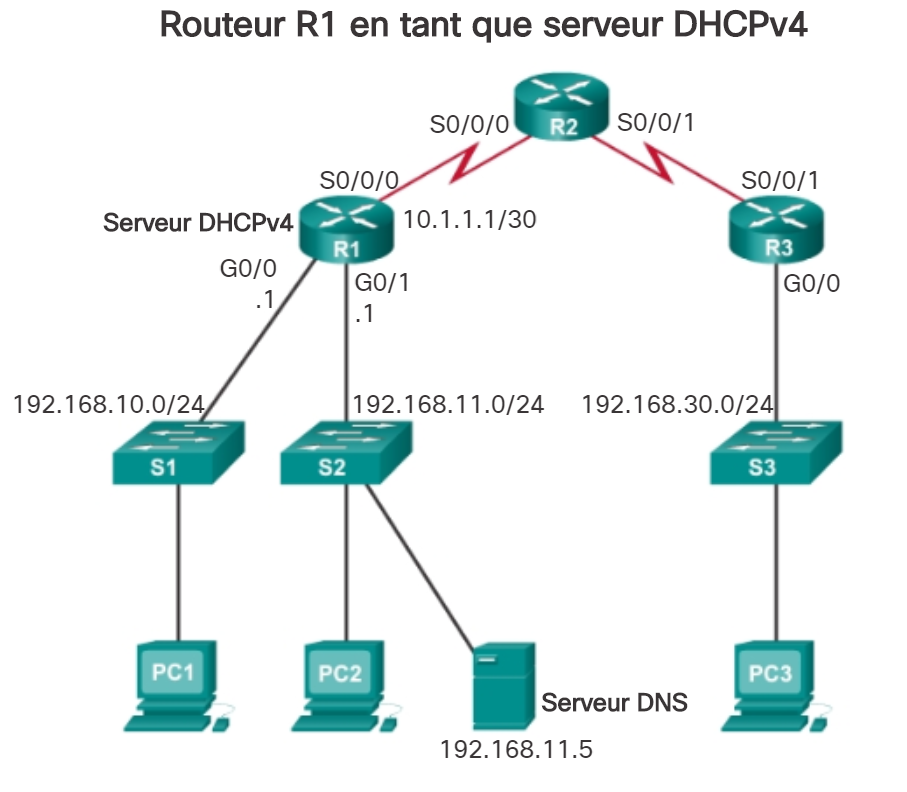 Routeur R1 en tant que serveur DHCPv4
R2
S0/0/0
S0/0/1
S0/0/0
S0/0/1
Serveur DHCPv4
10.1.1.1/30
R1
R3
G0/0
.1
G0/1
.1
G0/0
192.168.10.0/24
192.168.11.0/24
192.168.30.0/24
S1
S2
S3
PC1
PC2
PC3
Serveur DNS
192.168.11.5